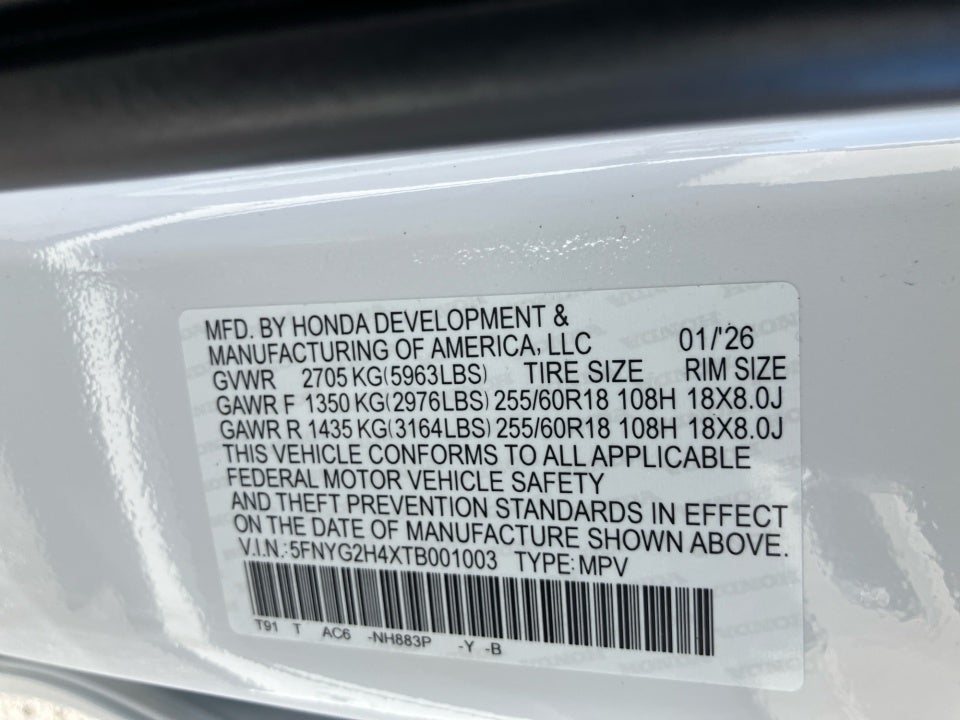 MFD. BY HONDA DEVELOPMENT &
MANUFACTURING OF AMERICA, LLC 01/'26
GVWR 2705 KG(5963LBS) TIRE SIZE RIM SIZE
GAWR F 1350 KG(2976LBS) 255/60R18 108H 18X8.0J
GAWR R 1435 KG(3164LBS) 255/60R18 108H 18X8.0J
THIS VEHICLE CONFORMS TO ALL APPLICABLE
FEDERAL MOTOR VEHICLE SAFETY
AND THEFT PREVENTION STANDARDS IN EFFECT
ON THE DATE OF MANUFACTURE SHOWN ABOVE.
V.I.N.:5FNYG2H4XTB001003 TYPE:MPV
T91 T AC6 -NH883P -Y -B